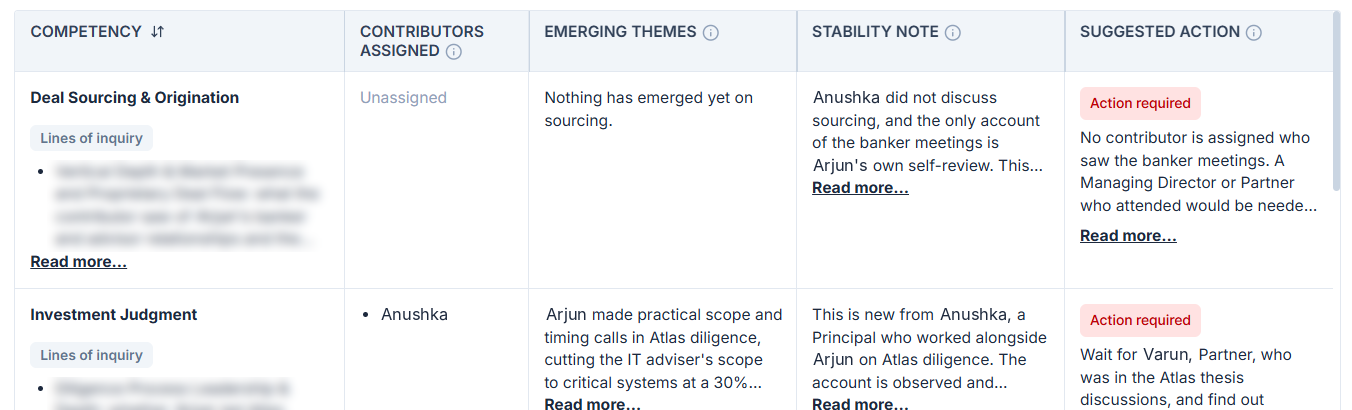 COMPETENCY
CONTRIBUTORS
ASSIGNED
EMERGING THEMES
STABILITY NOTE
SUGGESTED ACTION
Deal Sourcing & Origination
Lines of inquiry
Read more...
Unassigned
Nothing has emerged yet on
sourcing.
Anushka did not discuss
sourcing, and the only account
of the banker meetings is
Arjun's own self-review. This...
Read more...
Action required
No contributor is assigned who
saw the banker meetings. A
Managing Director or Partner
who attended would be neede...
Read more...
Investment Judgment
Lines of inquiry
• Anushka
Arjun made practical scope and
timing calls in Atlas diligence,
cutting the IT adviser's scope
to critical systems at a 30%...
Read more...
This is new from Anushka, a
Principal who worked alongside
Arjun on Atlas diligence. The
account is observed and...
Read more...
Action required
Wait for Varun, Partner, who
was in the Atlas thesis
discussions, and find out